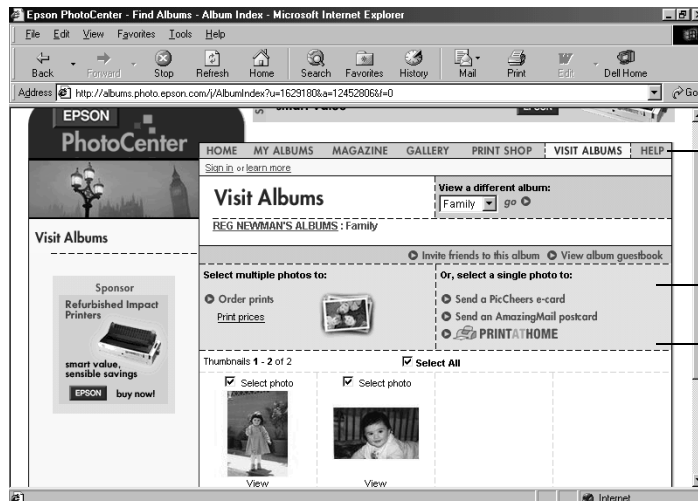 Epson PhotoCenter - Find Albums - Album Index - Microsoft Internet Explorer
File Edit View Favorites Tools Help
Back Forward Stop Refresh Home Search Favorites History Mail Print Edit Dell Home
Address http://albums.photo.epson.com/j/AlbumIndex?u=1629180&a=12452806&f=0 Go
EPSON
PhotoCenter
HOME MY ALBUMS MAGAZINE GALLERY PRINT SHOP VISIT ALBUMS HELP
Sign in or learn more
Visit Albums
View a different album:
Family go
REG NEWMAN'S ALBUMS : Family
Visit Albums
Invite friends to this album View album guestbook
Select multiple photos to:
Order prints
Print prices
Or, select a single photo to:
Send a PicCheers e-card
Send an AmazingMail postcard
PRINTATHOME
Sponsor
Refurbished Impact
Printers
smart value,
sensible savings
EPSON buy now!
Thumbnails 1 - 2 of 2 Select All
Select photo Select photo
View View
Internet